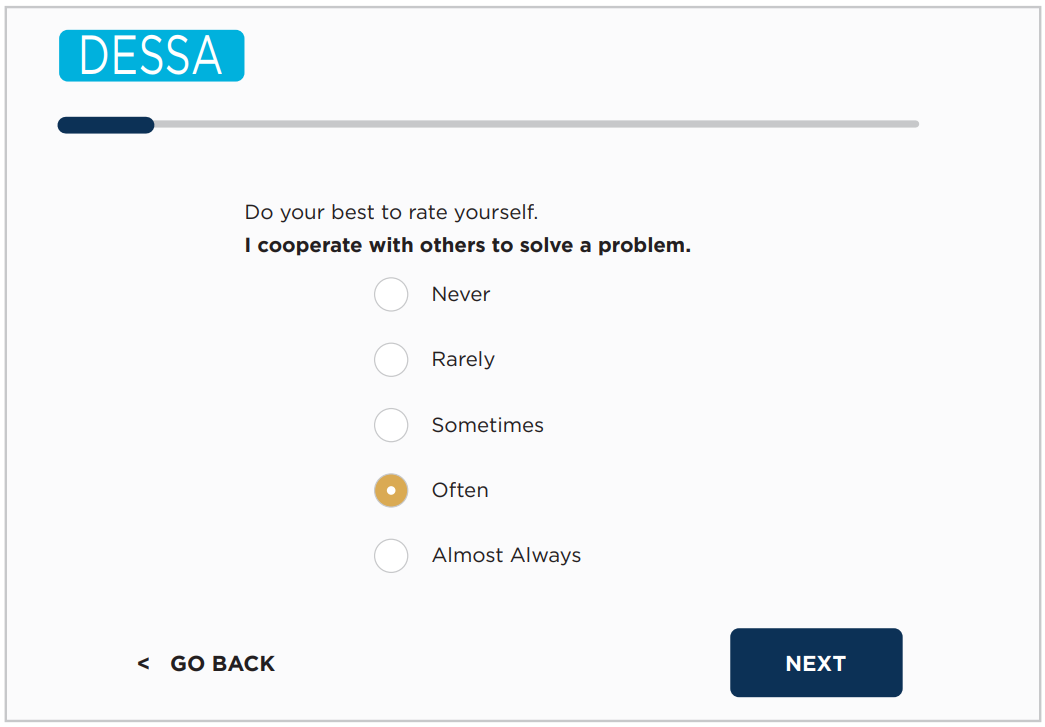 DESSA
Do your best to rate yourself.
I cooperate with others to solve a problem.
Never
Rarely
Sometimes
Often
Almost Always
< GO BACK
NEXT